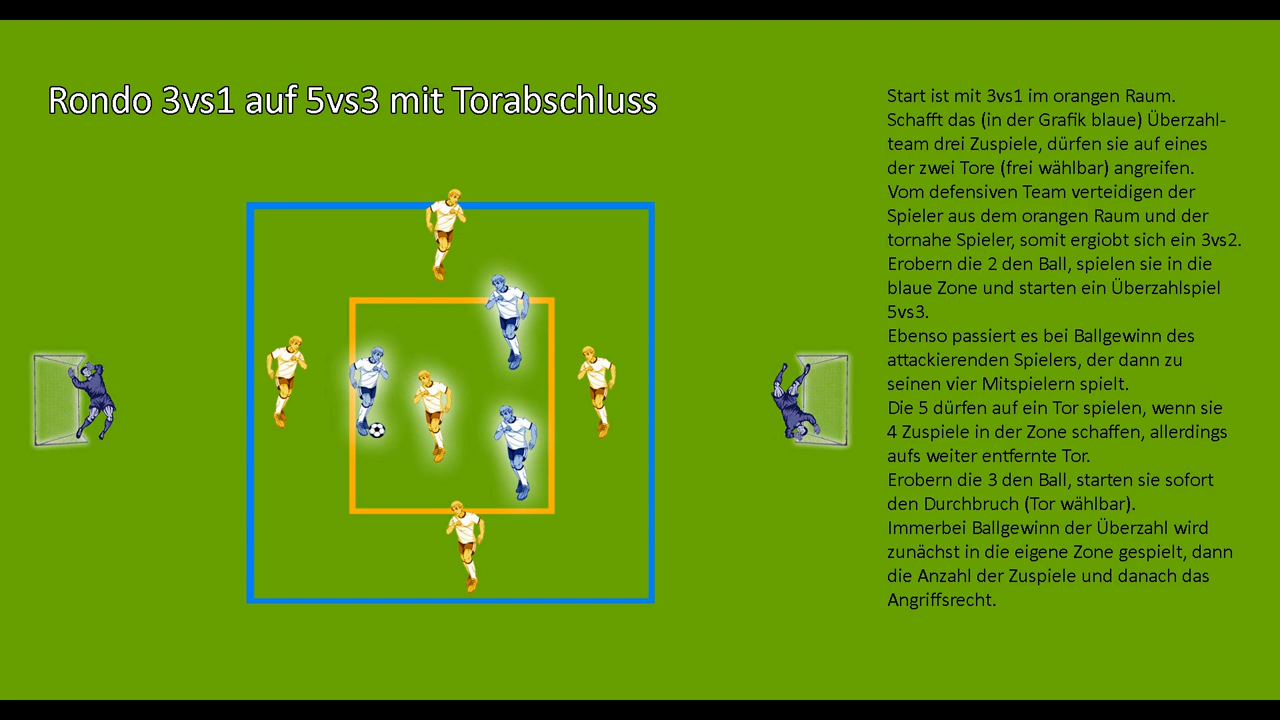 Rondo 3vs1 auf 5vs3 mit Torabschluss
Start ist mit 3vs1 im orangen Raum.
Schafft das (in der Grafik blaue) Überzahl-
team drei Zuspiele, dürfen sie auf eines
der zwei Tore (frei wählbar) angreifen.
Vom defensiven Team verteidigen der
Spieler aus dem orangen Raum und der
tornahe Spieler, somit ergiobt sich ein 3vs2.
Erobern die 2 den Ball, spielen sie in die
blaue Zone und starten ein Überzahlspiel
5vs3.
Ebenso passiert es bei Ballgewinn des
attackierenden Spielers, der dann zu
seinen vier Mitspielern spielt.
Die 5 dürfen auf ein Tor spielen, wenn sie
4 Zuspiele in der Zone schaffen, allerdings
aufs weiter entfernte Tor.
Erobern die 3 den Ball, starten sie sofort
den Durchbruch (Tor wählbar).
Immerbei Ballgewinn der Überzahl wird
zunächst in die eigene Zone gespielt, dann
die Anzahl der Zuspiele und danach das
Angriffsrecht.